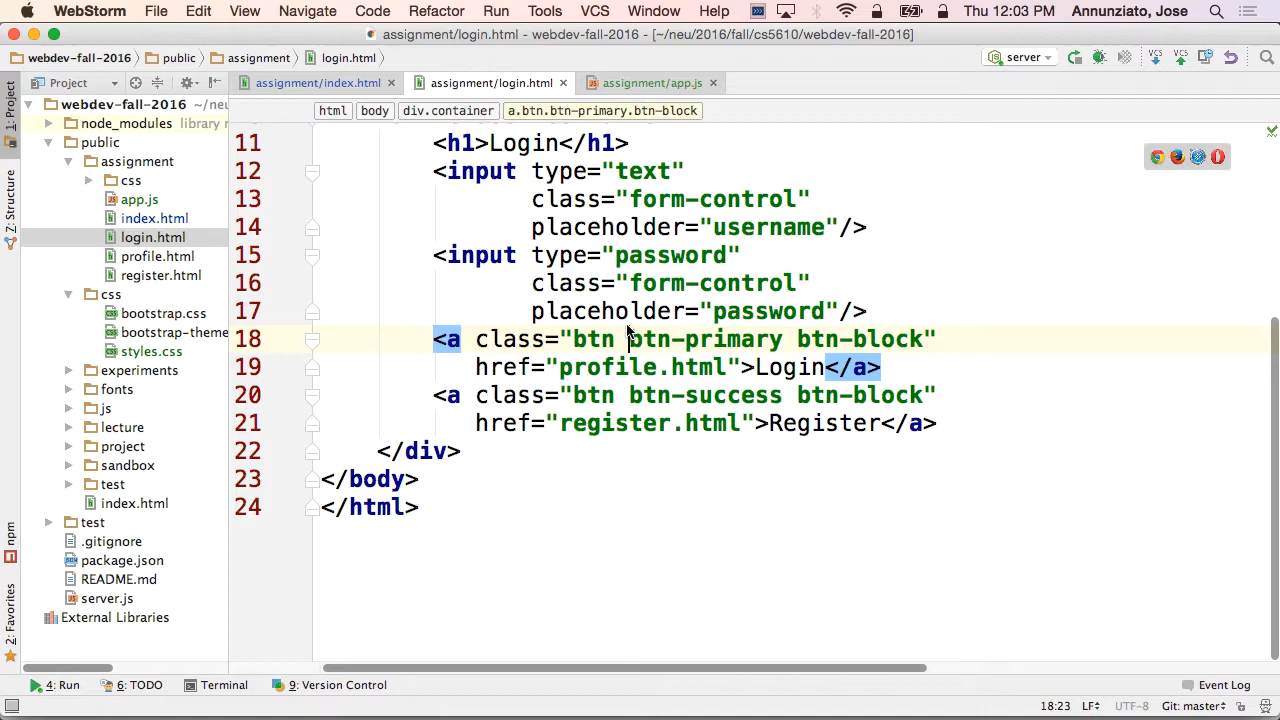 WebStorm File Edit View Navigate Code Refactor Run Tools VCS Window Help Thu 12:03 PM Annunziato, Jose
assignment/login.html - webdev-fall-2016 - [~/neu/2016/fall/cs5610/webdev-fall-2016]
webdev-fall-2016 public assignment login.html server VCS VCS
Project assignment/index.html assignment/login.html assignment/app.js
html body div.container a.btn.btn-primary.btn-block
1: Project
Z: Structure
npm
2: Favorites
webdev-fall-2016 ~/neu
node_modules library r
public
assignment
css
app.js
index.html
login.html
profile.html
register.html
css
bootstrap.css
bootstrap-theme
styles.css
experiments
fonts
js
lecture
project
sandbox
test
index.html
test
.gitignore
package.json
README.md
server.js
External Libraries
11 <h1>Login</h1>
12 <input type="text"
13 class="form-control"
14 placeholder="username"/>
15 <input type="password"
16 class="form-control"
17 placeholder="password"/>
18 <a class="btn btn-primary btn-block"
19 href="profile.html">Login</a>
20 <a class="btn btn-success btn-block"
21 href="register.html">Register</a>
22 </div>
23 </body>
24 </html>
4: Run 6: TODO Terminal 9: Version Control Event Log
18:23 LF UTF-8 Git: master